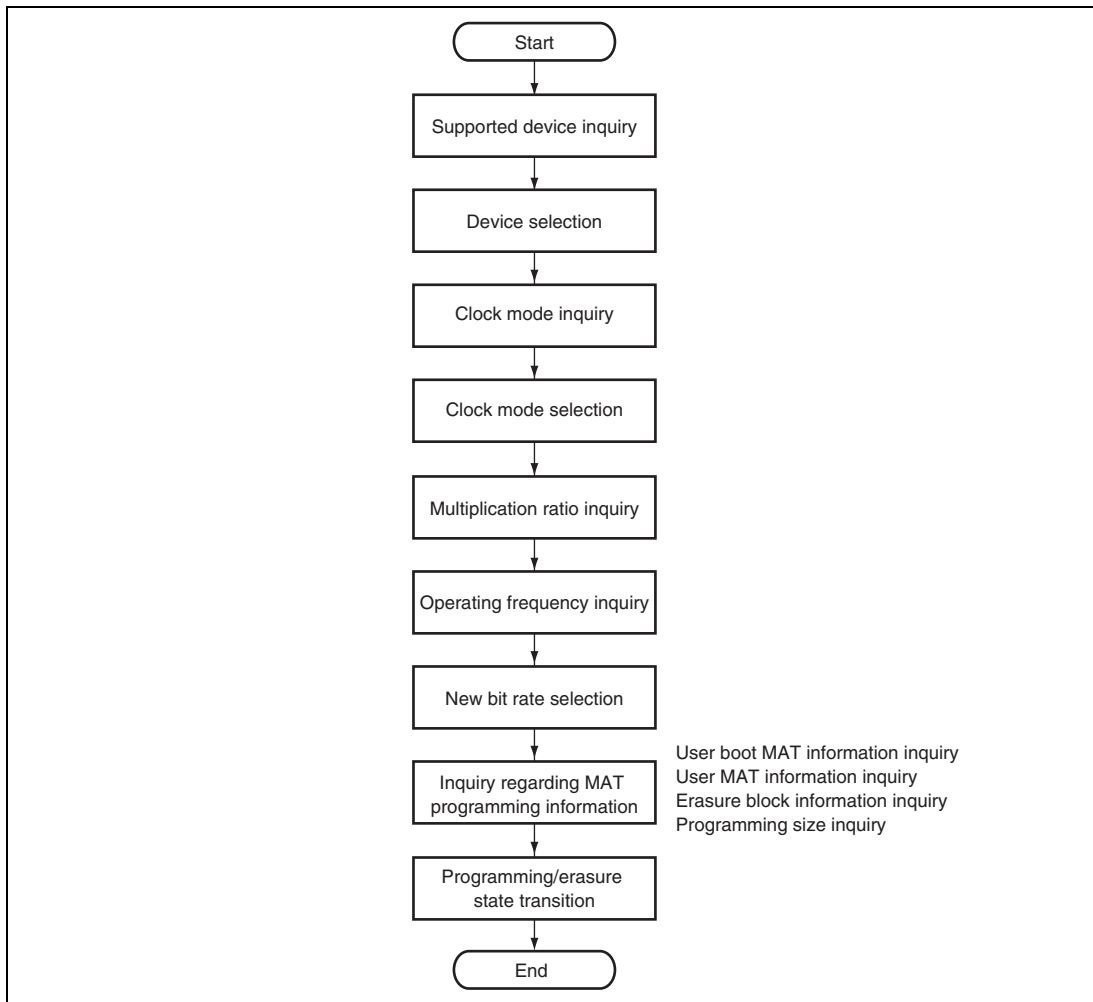 Start
Supported device inquiry
Device selection
Clock mode inquiry
Clock mode selection
Multiplication ratio inquiry
Operating frequency inquiry
New bit rate selection
Inquiry regarding MAT
programming information
User boot MAT information inquiry
User MAT information inquiry
Erasure block information inquiry
Programming size inquiry
Programming/erasure
state transition
End